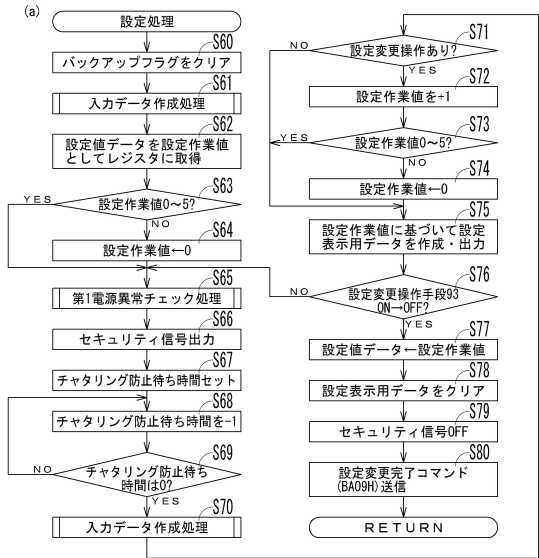 (a)
設定処理
S60
バックアップフラグをクリア
S61
入力データ作成処理
S62
設定値データを設定作業値
としてレジスタに取得
S63
YES
設定作業値0～5?
NO
S64
設定作業値←0
S65
第1電源異常チェック処理
S66
セキュリティ信号出力
S67
チャタリング防止待ち時間セット
S68
チャタリング防止待ち時間を-1
S69
チャタリング防止待ち
時間は0?
NO
YES
S70
入力データ作成処理
S71
NO
設定変更操作あり?
YES
S72
設定作業値を+1
S73
YES
設定作業値0～5?
NO
S74
設定作業値←0
S75
設定作業値に基づいて設定
表示用データを作成・出力
S76
NO
設定変更操作手段93
ON→OFF?
YES
S77
設定値データ←設定作業値
S78
設定表示用データをクリア
S79
セキュリティ信号OFF
S80
設定変更完了コマンド
(BA09H)送信
RETURN